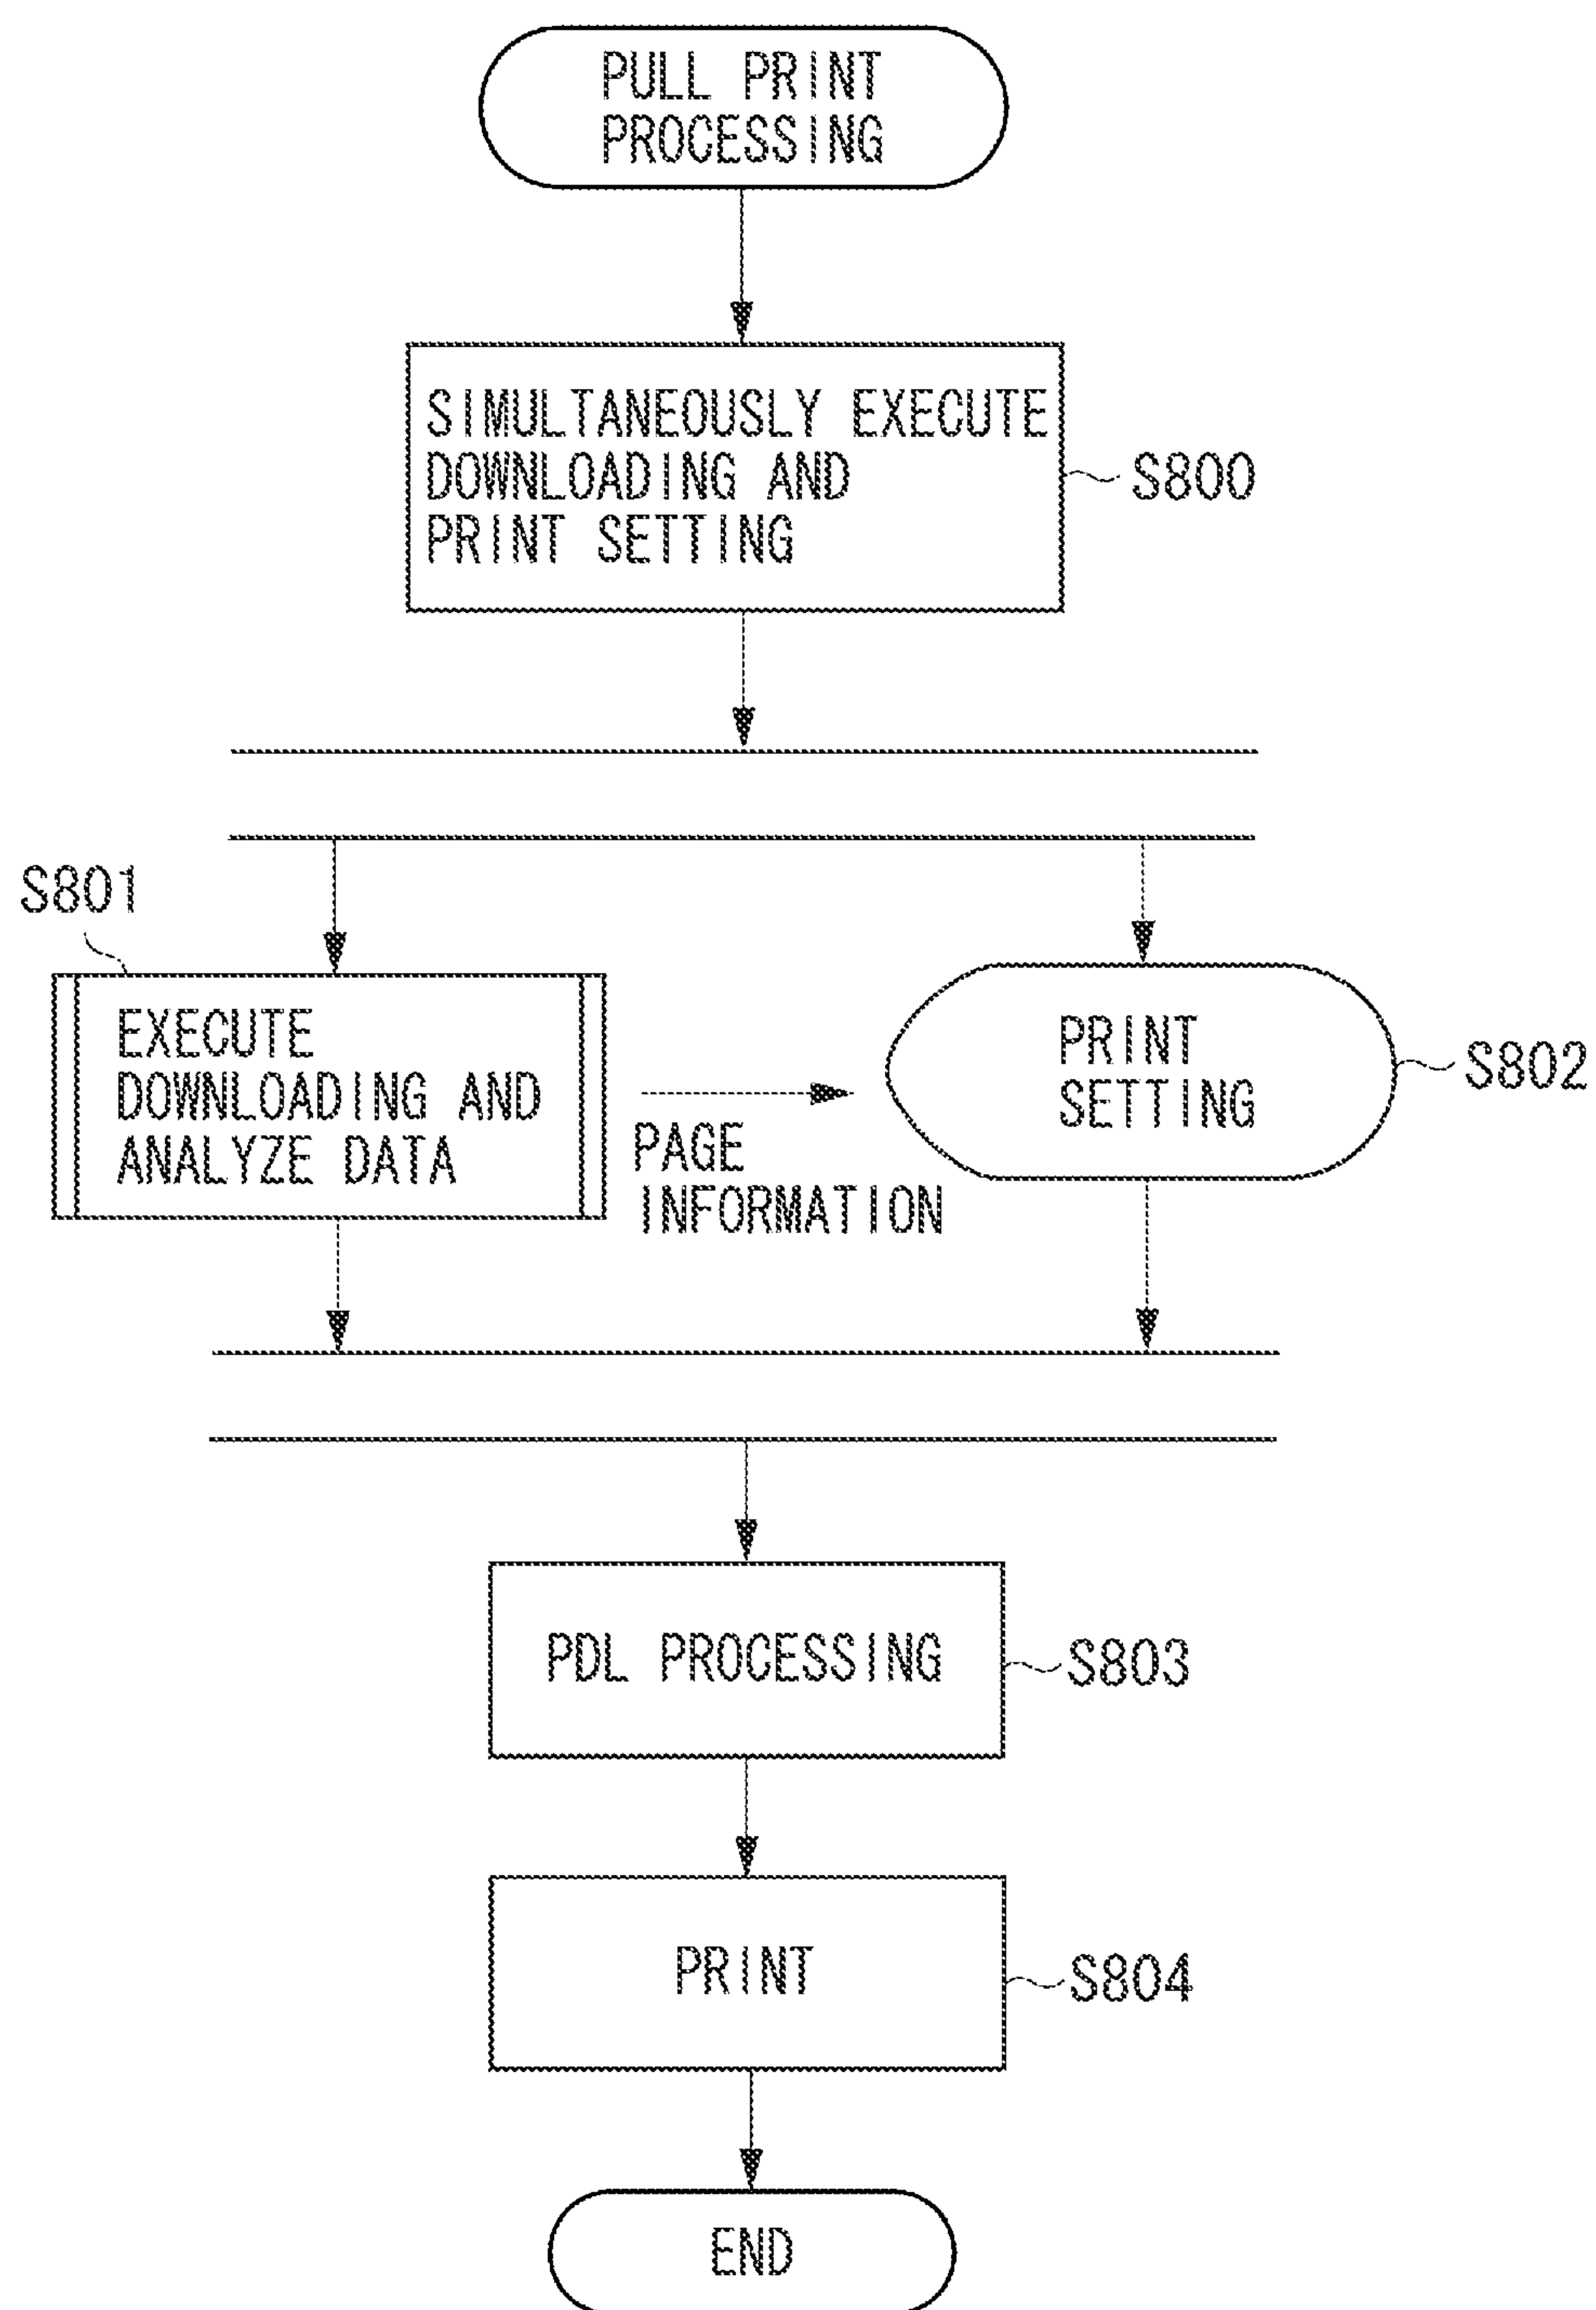 PULL PRINT
PROCESSING
SIMULTANEOUSLY EXECUTE
DOWNLOADING AND
PRINT SETTING
S800
S801
EXECUTE
DOWNLOADING AND
ANALYZE DATA
PAGE
INFORMATION
PRINT
SETTING
S802
PDL PROCESSING
S803
PRINT
S804
END